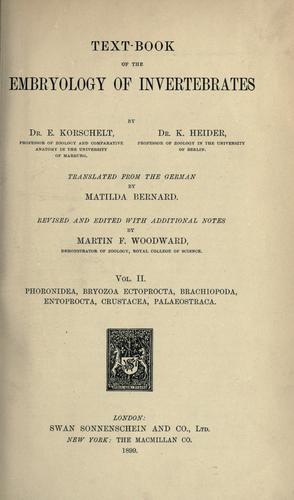 TEXT-BOOK
OF THE
EMBRYOLOGY OF INVERTEBRATES
BY
DR. E. KORSCHELT,
PROFESSOR OF ZOOLOGY AND COMPARATIVE
ANATOMY IN THE UNIVERSITY
OF MARBURG.
DR. K. HEIDER,
PROFESSOR OF ZOOLOGY IN THE UNIVERSITY
OF BERLIN.
TRANSLATED FROM THE GERMAN
BY
MATILDA BERNARD.
REVISED AND EDITED WITH ADDITIONAL NOTES
BY
MARTIN F. WOODWARD,
DEMONSTRATOR OF ZOOLOGY, ROYAL COLLEGE OF SCIENCE.
VOL. II.
PHORONIDEA, BRYOZOA ECTOPROCTA, BRACHIOPODA,
ENTOPROCTA, CRUSTACEA, PALAEOSTRACA.
LONDON:
SWAN SONNENSCHEIN AND CO., LTD.
NEW YORK: THE MACMILLAN CO.
1899.